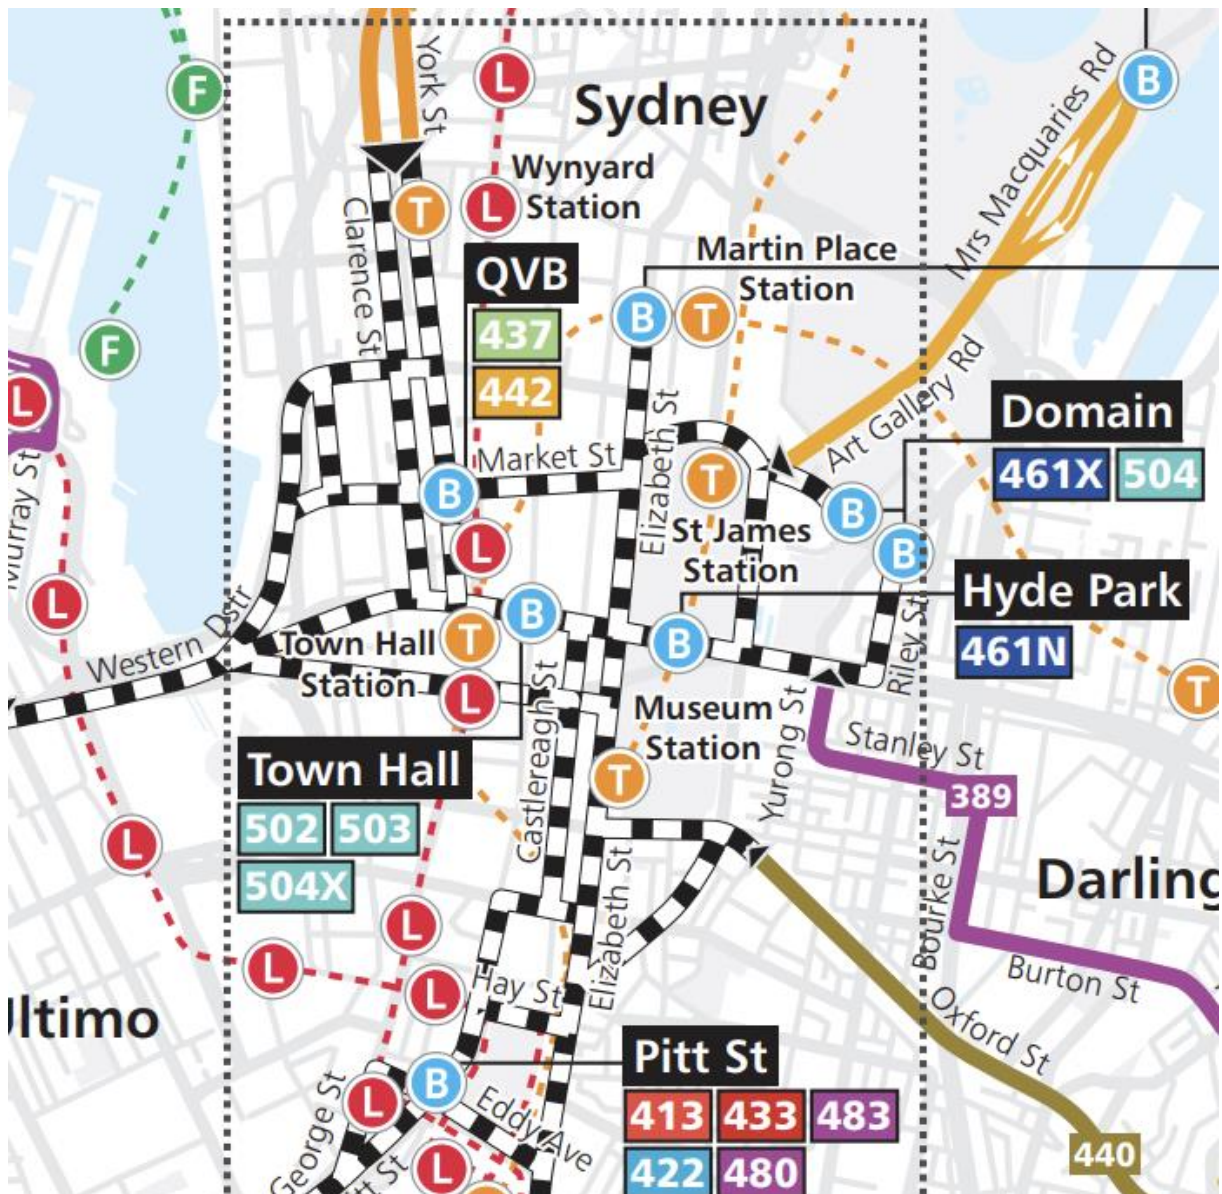 F
York St
L
B
Sydney
Mrs Macquaries Rd
Wynyard
Station
T
L
Clarence St
Martin Place
Station
QVB
437
442
B
T
F
L
Art Gallery Rd
Domain
461X 504
Elizabeth St
Market St
T
B
B
Murray St
L
St James
Station
B
Hyde Park
461N
L
Western Dstr
Town Hall
Station
T
B
B
Riley St
T
L
Museum
Station
Castlereagh St
Yurong St
Stanley St
T
389
Town Hall
502 503
504X
L
Elizabeth St
Bourke St
Darling
L
L
L
Hay St
Burton St
Ultimo
Oxford St
Pitt St
413 433 483
422 480
B
L
George St
Eddy Ave
L
440